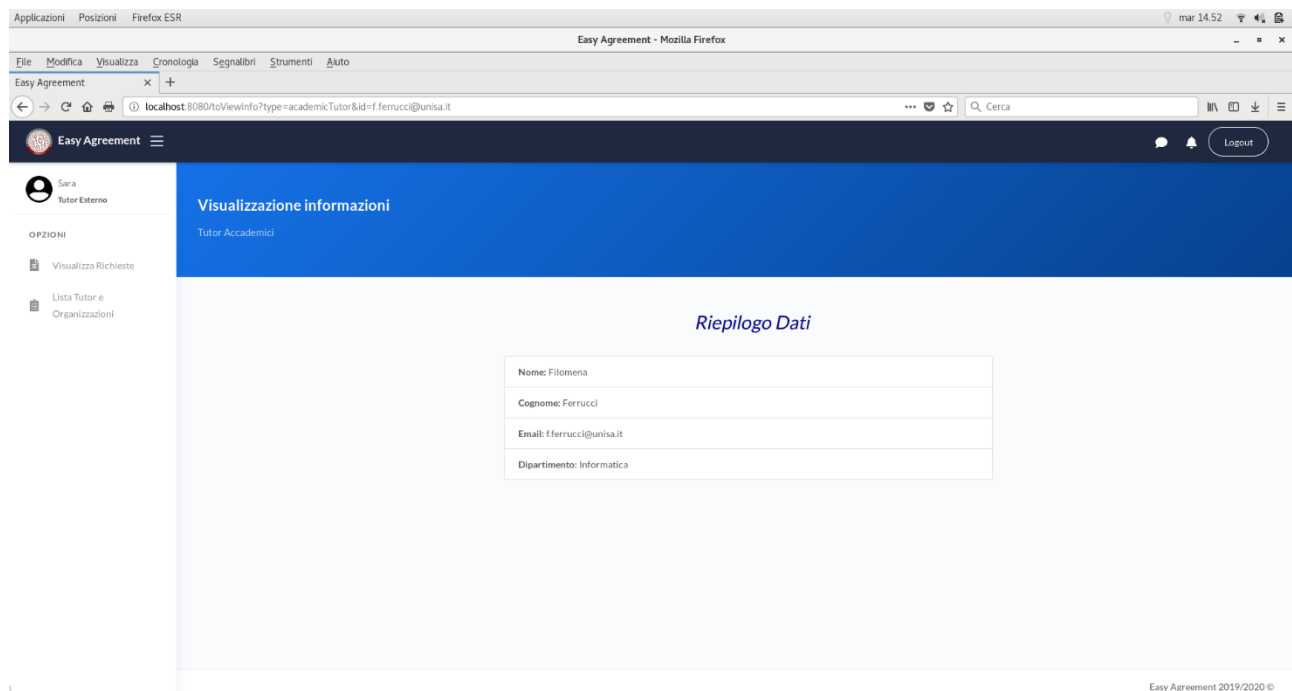 Applicazioni Posizioni Firefox ESR mar 14.52
Easy Agreement - Mozilla Firefox
File Modifica Visualizza Cronologia Segnalibri Strumenti Aiuto
Easy Agreement
localhost:8080/toViewInfo?type=academicTutor&id=f.ferrucci@unisa.it Cerca
Easy Agreement Logout
Sara
Tutor Esterno
OPZIONI
Visualizza Richieste
Lista Tutor e
Organizzazioni
Visualizzazione informazioni
Tutor Accademici
Riepilogo Dati
Nome: Filomena
Cognome: Ferrucci
Email: f.ferrucci@unisa.it
Dipartimento: Informatica
Easy Agreement 2019/2020 ©